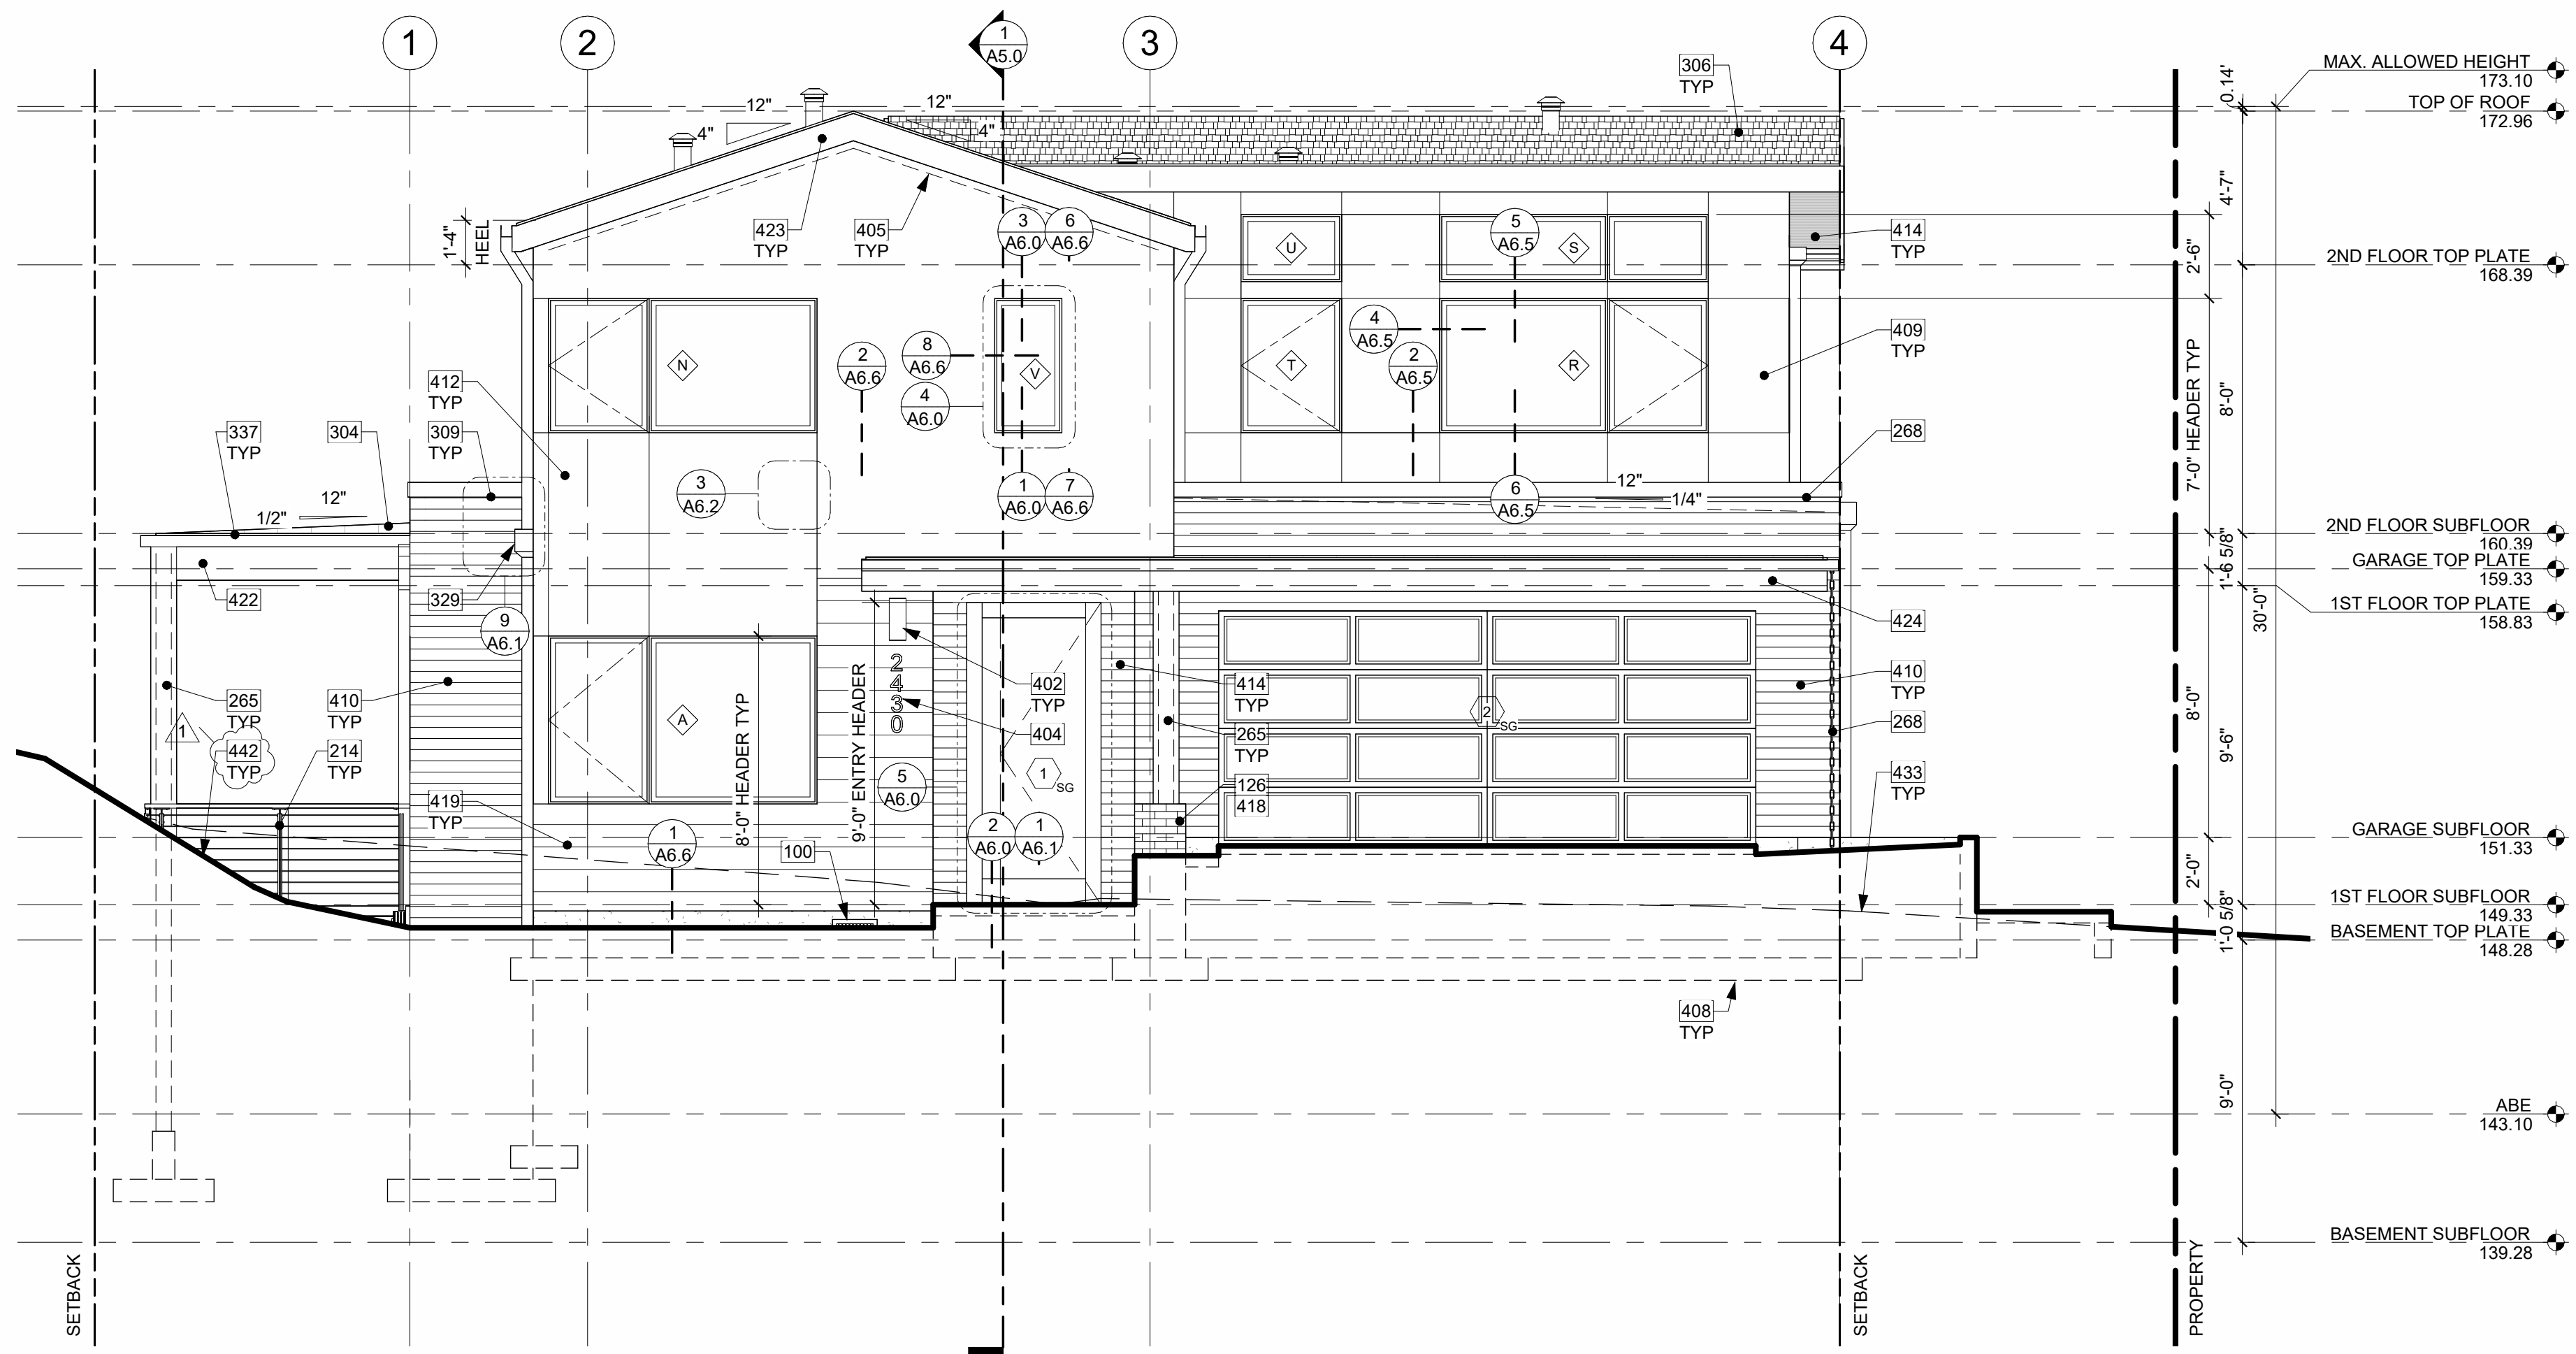 1
2
1
A5.0
3
4
306
TYP
MAX. ALLOWED HEIGHT
173.10
0.14'
TOP OF ROOF
172.96
12"
4"
12"
4"
4'-7"
1'-4"
HEEL
423
TYP
405
TYP
3
A6.0
6
A6.6
5
A6.5
U
S
414
TYP
2'-6"
2ND FLOOR TOP PLATE
168.39
4
A6.5
2
A6.5
T
R
409
TYP
8
A6.6
4
A6.0
2
A6.6
N
V
412
TYP
7'-0" HEADER TYP
8'-0"
337
TYP
304
309
TYP
268
12"
1/2"
3
A6.2
1
A6.0
7
A6.6
6
A6.5
12"
1/4"
2ND FLOOR SUBFLOOR
160.39
GARAGE TOP PLATE
159.33
1'-6 5/8"
1ST FLOOR TOP PLATE
158.83
30'-0"
422
329
9
A6.1
424
265
TYP
410
TYP
1
442
TYP
214
TYP
A
8'-0" HEADER TYP
9'-0" ENTRY HEADER
2
4
3
0
402
TYP
404
414
TYP
265
TYP
126
418
2
SG
1
SG
410
TYP
268
433
TYP
8'-0"
9'-6"
419
TYP
1
A6.6
100
5
A6.0
2
A6.0
1
A6.1
GARAGE SUBFLOOR
151.33
2'-0"
1ST FLOOR SUBFLOOR
149.33
1'-0 5/8"
BASEMENT TOP PLATE
148.28
408
TYP
9'-0"
ABE
143.10
BASEMENT SUBFLOOR
139.28
SETBACK
SETBACK
PROPERTY